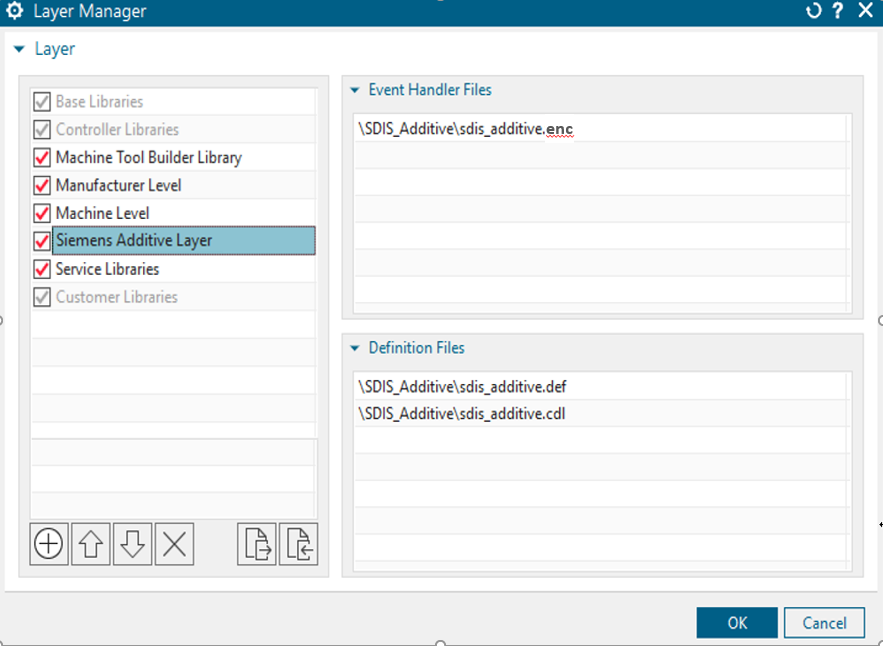 Layer Manager
Layer
Base Libraries
Controller Libraries
Machine Tool Builder Library
Manufacturer Level
Machine Level
Siemens Additive Layer
Service Libraries
Customer Libraries
Event Handler Files
\SDIS_Additive\sdis_additive.enc
Definition Files
\SDIS_Additive\sdis_additive.def
\SDIS_Additive\sdis_additive.cdl
OK
Cancel